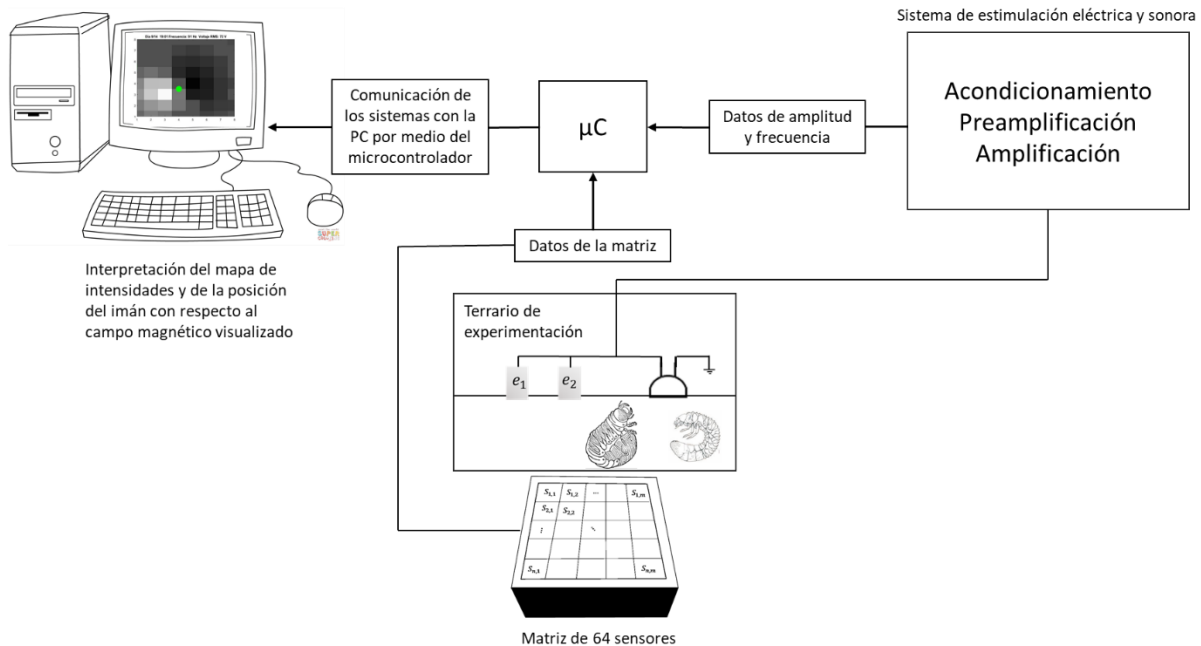 Sistema de estimulación eléctrica y sonora
Acondicionamiento
Preamplificación
Amplificación
Datos de amplitud
y frecuencia
μC
Comunicación de
los sistemas con la
PC por medio del
microcontrolador
Datos de la matriz
Interpretación del mapa de
intensidades y de la posición
del imán con respecto al
campo magnético visualizado
Terrario de
experimentación
e1 e2
S1,1 S1,2 ... S1,m
S2,1 S2,2
Sn,1 Sn,m
Matriz de 64 sensores